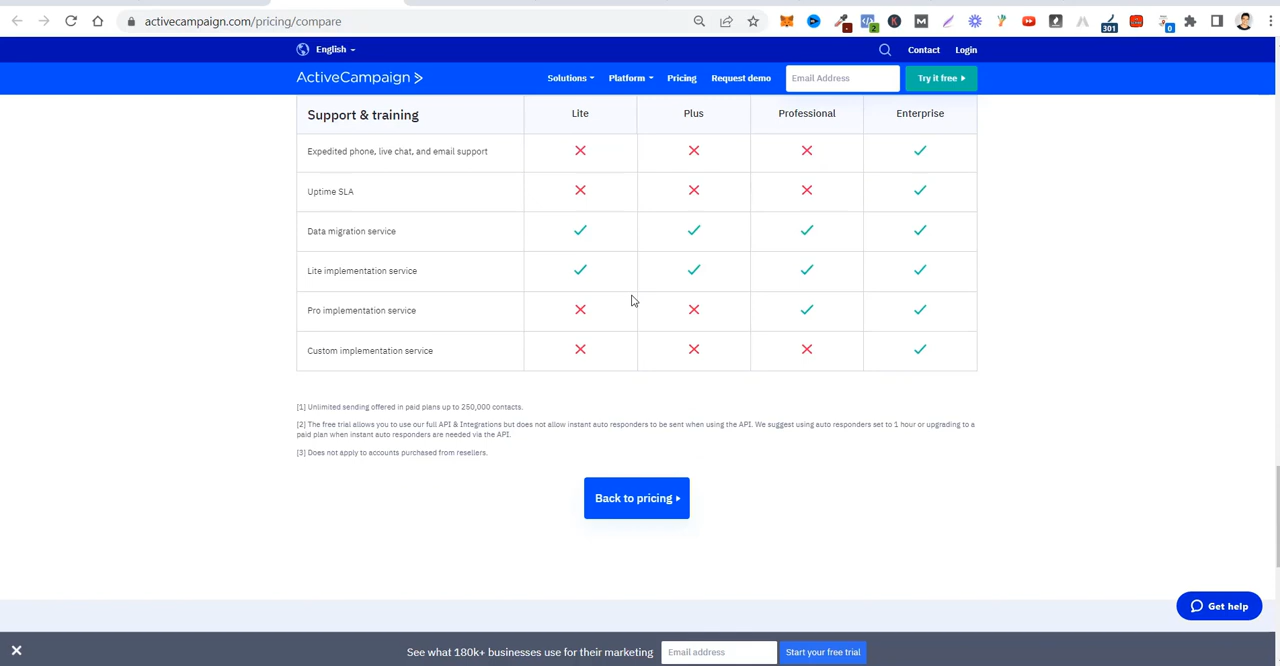 activecampaign.com/pricing/compare
2
301
0
English
Contact
Login
ActiveCampaign >
Solutions
Platform
Pricing
Request demo
Email Address
Try it free
Support & training
Lite
Plus
Professional
Enterprise
Expedited phone, live chat, and email support
Uptime SLA
Data migration service
Lite implementation service
Pro implementation service
Custom implementation service
[1] Unlimited sending offered in paid plans up to 250,000 contacts.
[2] The free trial allows you to use our full API & Integrations but does not allow instant auto responders to be sent when using the API. We suggest using auto responders set to 1 hour or upgrading to a
paid plan when instant auto responders are needed via the API.
[3] Does not apply to accounts purchased from resellers.
Back to pricing
Get help
See what 180k+ businesses use for their marketing
Email address
Start your free trial